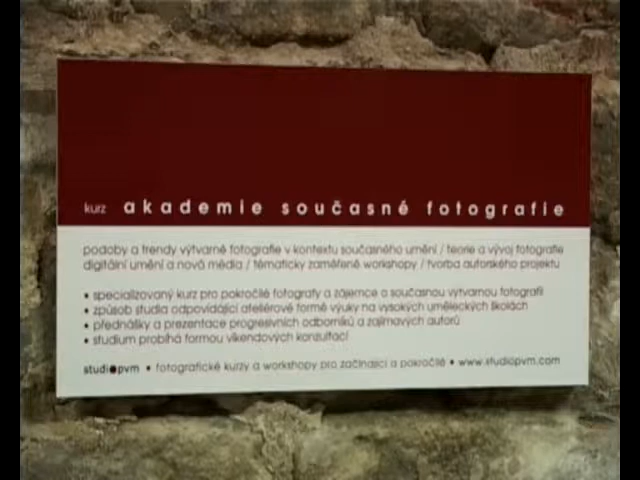 kurz akademie současné fotografie
podoby a trendy výtvarné fotografie v kontextu současného umění / teorie a vývoj fotografie
digitální umění a nová média / tématicky zaměřené workshopy / tvorba autorského projektu
• specializovaný kurz pro pokročilé fotografy a zájemce o současnou výtvarnou fotografii
• způsob studia odpovídající ateliérové formě výuky na vysokých uměleckých školách
• přednášky a prezentace progresivních odborníků a zajímavých autorů
• studium probíhá formou víkendových konzultací
studiopvm • fotografické kurzy a workshopy pro začínající a pokročilé • www.studiopvm.com